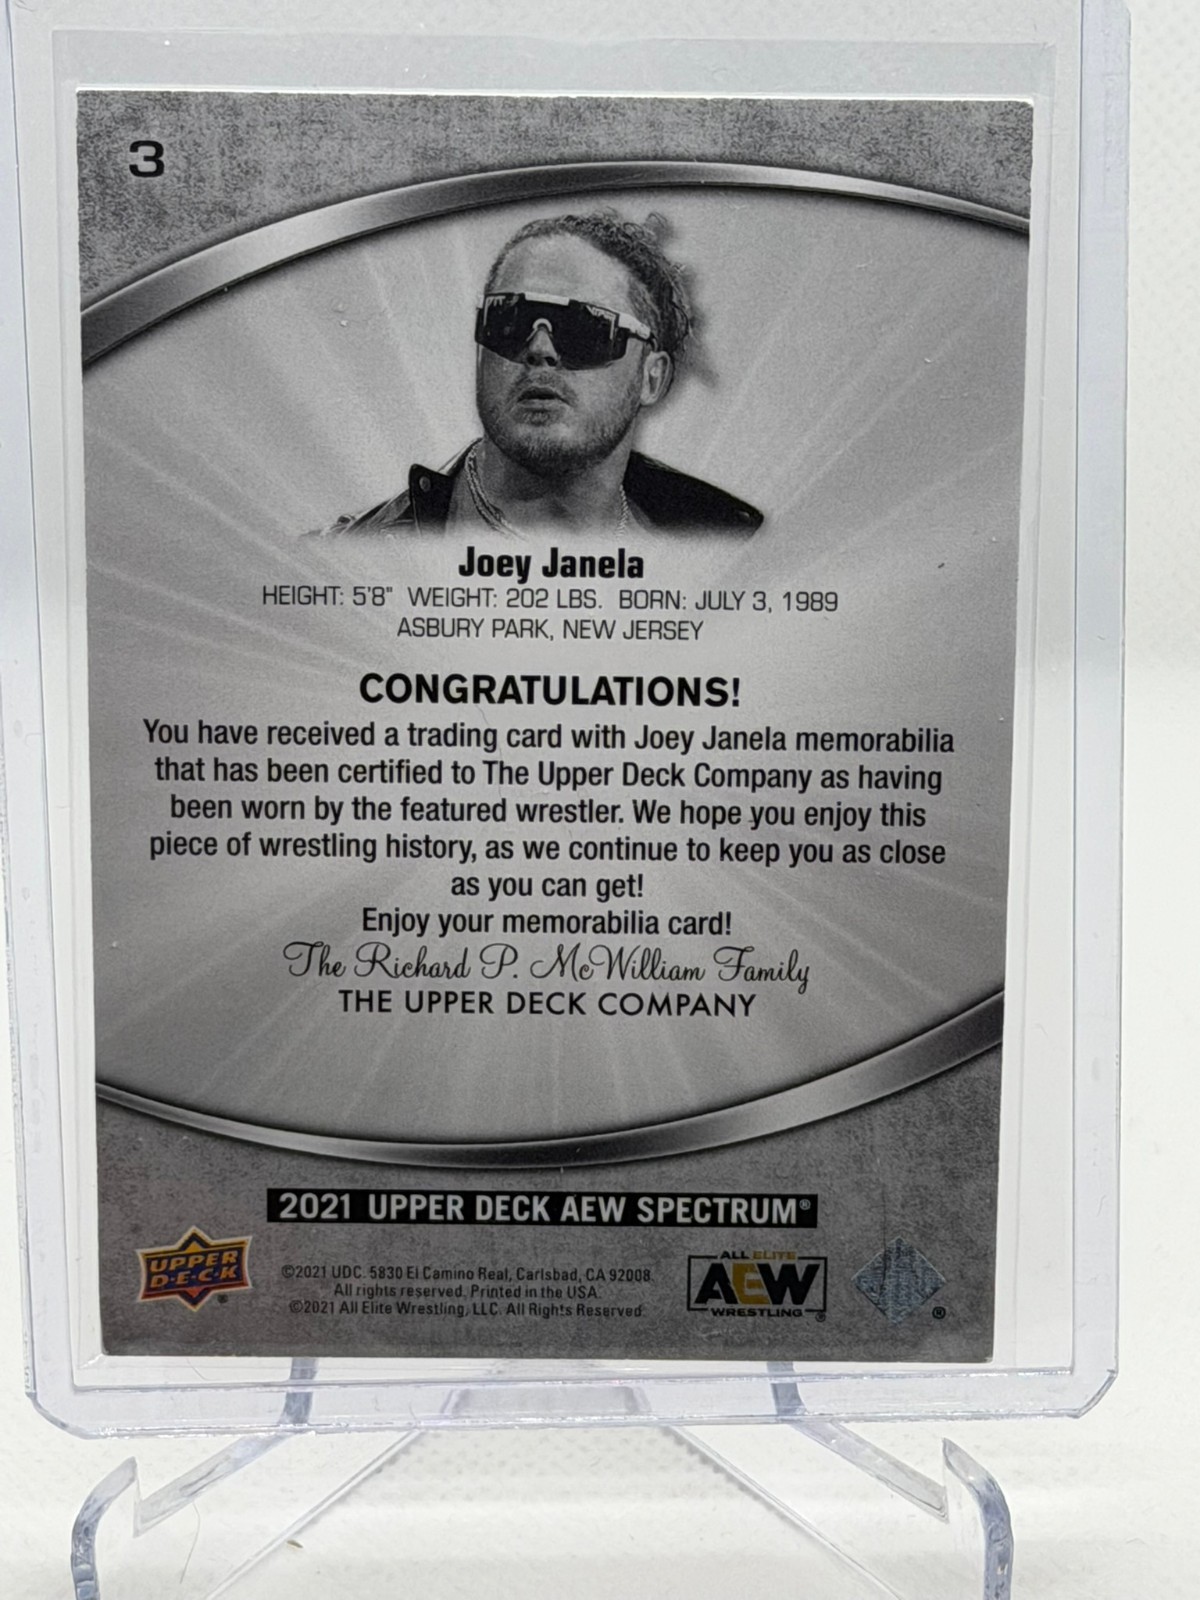 3
Joey Janela
HEIGHT: 5'8" WEIGHT: 202 LBS. BORN: JULY 3, 1989
ASBURY PARK, NEW JERSEY
CONGRATULATIONS!
You have received a trading card with Joey Janela memorabilia
that has been certified to The Upper Deck Company as having
been worn by the featured wrestler. We hope you enjoy this
piece of wrestling history, as we continue to keep you as close
as you can get!
Enjoy your memorabilia card!
The Richard P. McWilliam Family
THE UPPER DECK COMPANY
2021 UPPER DECK AEW SPECTRUM®
UPPER
D·E·C·K ®
©2021 UDC. 5830 El Camino Real, Carlsbad, CA 92008.
All rights reserved. Printed in the USA.
©2021 All Elite Wrestling, LLC. All Rights Reserved.
ALL ELITE
AEW
WRESTLING ®
®